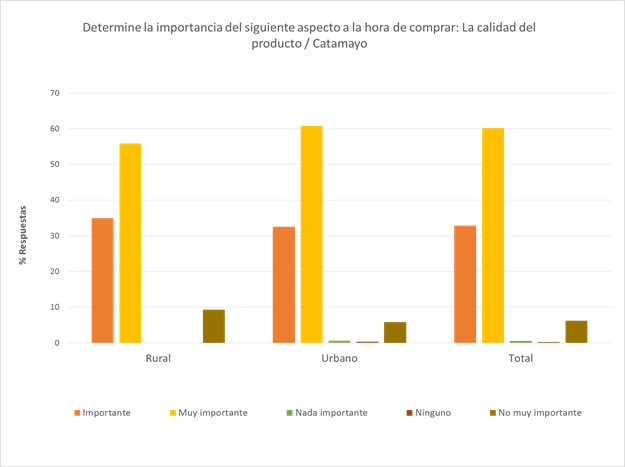 Determine la importancia del siguiente aspecto a la hora de comprar: La calidad del
producto / Catamayo
70
60
50
40
30
20
10
0
% Respuestas
Rural Urbano Total
Importante Muy importante Nada importante Ninguno No muy importante